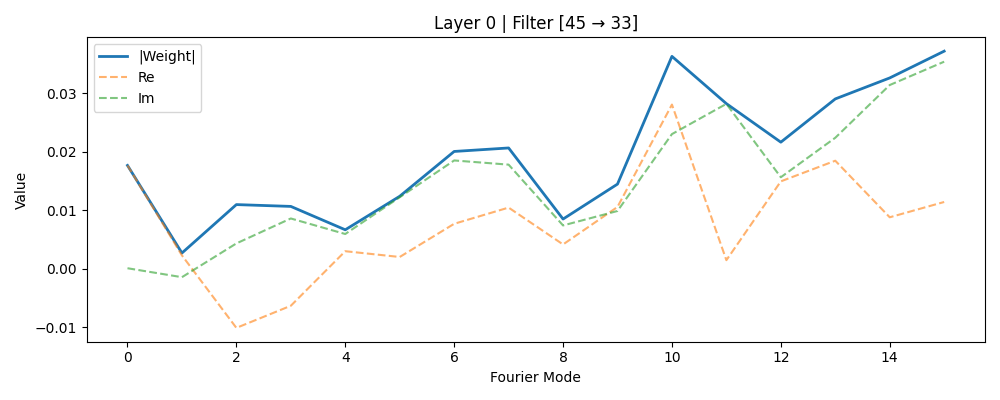 Layer 0 | Filter [45 → 33]
|Weight|
Re
Im
0.03
0.02
0.01
0.00
−0.01
Value
0 2 4 6 8 10 12 14
Fourier Mode